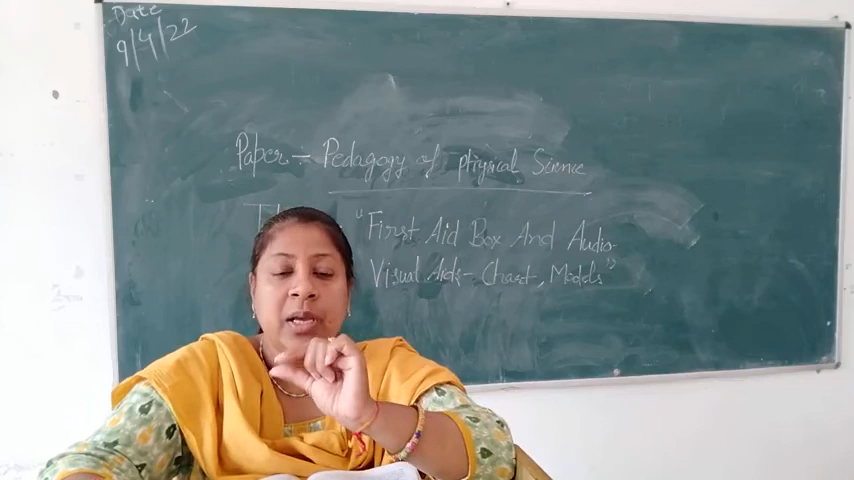 Date
9/4/22
Paper - Pedagogy of physical Science
"First Aid Box And Audio-
Visual Aids - Chart, Models"